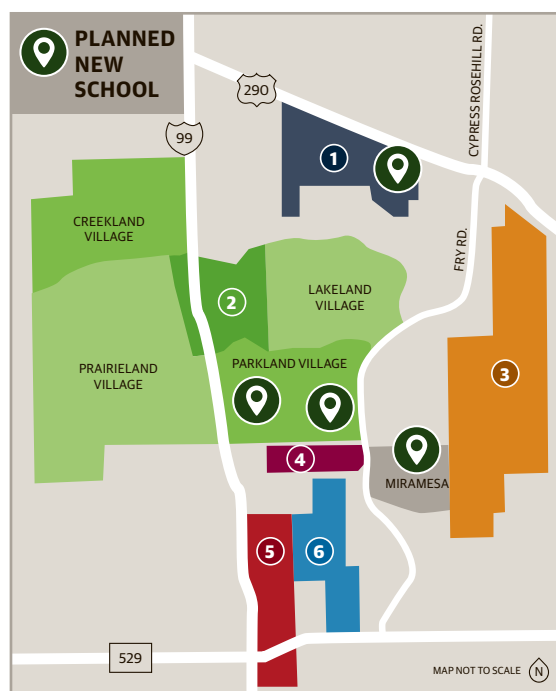 PLANNED
NEW
SCHOOL
290
CYPRESS ROSEHILL RD.
99
1
CREEKLAND
VILLAGE
FRY RD.
LAKELAND
VILLAGE
2
PRAIRIELAND
VILLAGE
PARKLAND VILLAGE
3
4
MIRAMESA
5
6
529
MAP NOT TO SCALE
N